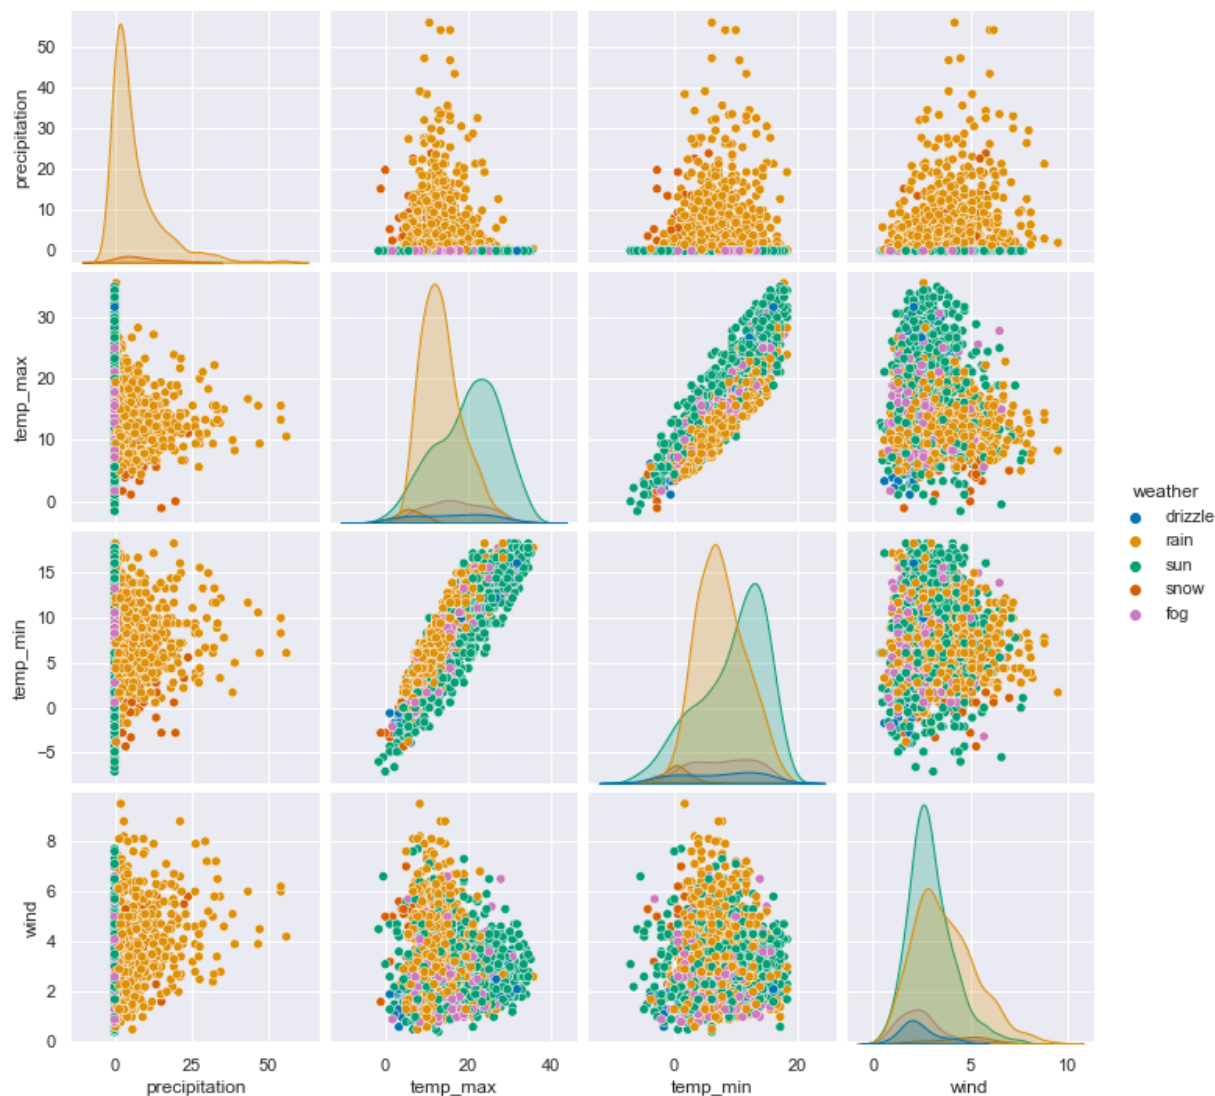 50
40
30
20
10
0
precipitation
30
20
10
0
temp_max
weather
drizzle
rain
sun
snow
fog
15
10
5
0
−5
temp_min
8
6
4
2
0
wind
0 25 50
0 20 40
0 20
0 5 10
precipitation temp_max temp_min wind